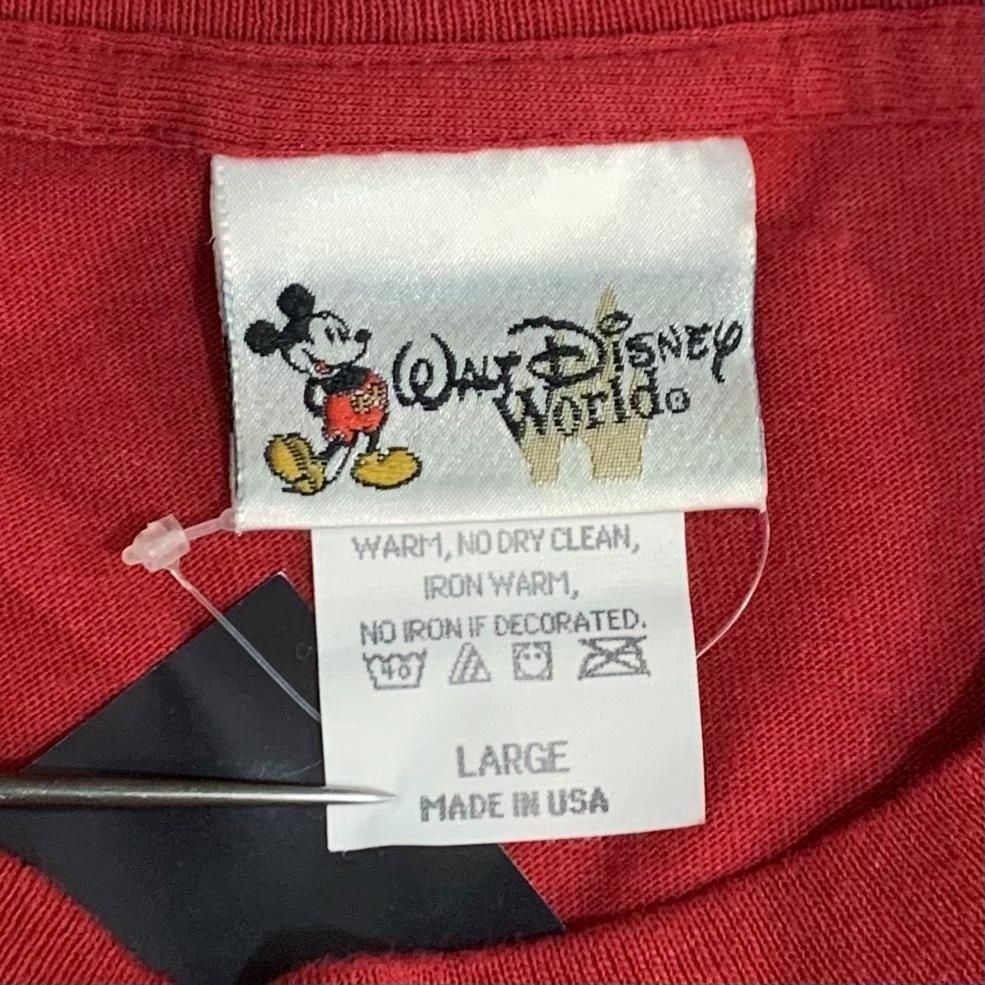 WALT DISNEY
World®
WARM, NO DRY CLEAN,
IRON WARM,
NO IRON IF DECORATED.
40
LARGE
MADE IN USA